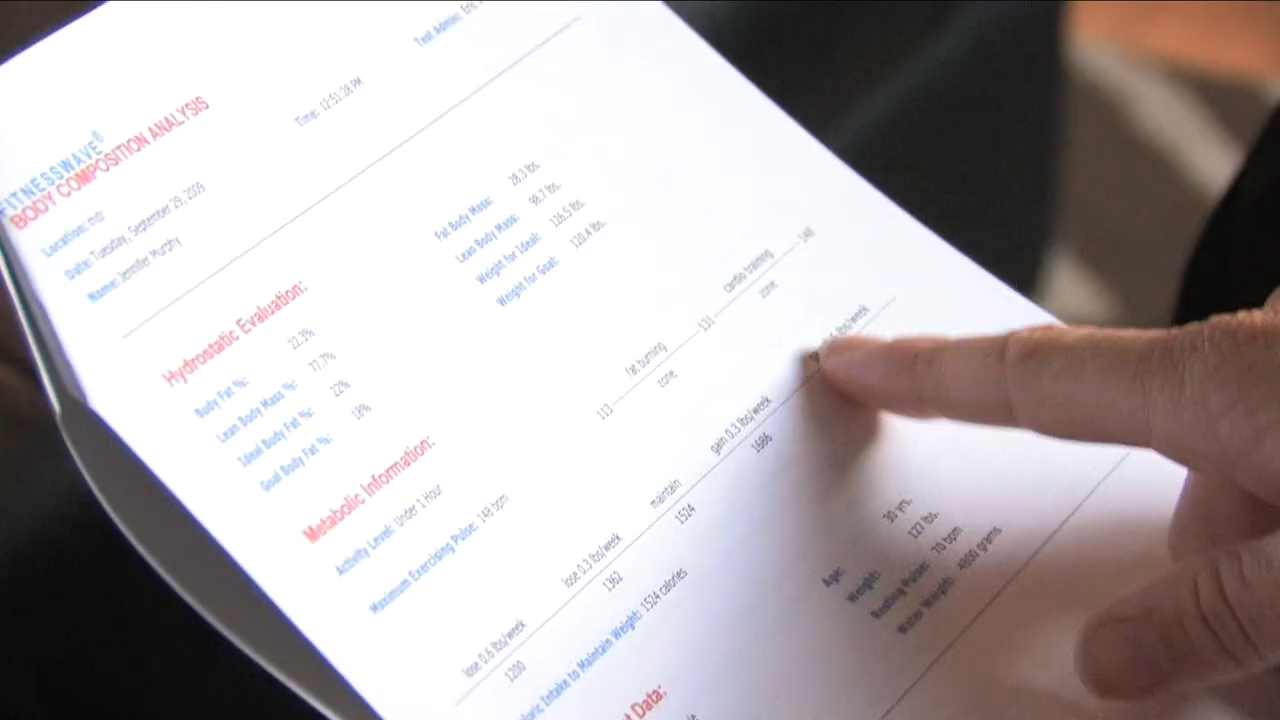 FITNESSWAVE®
BODY COMPOSITION ANALYSIS
Test Admin: Eric
Location: mdr
Time: 12:51:28 PM
Date: Tuesday, September 29, 2009
Name: Jennifer Murphy
Hydrostatic Evaluation:
Body Fat %: 22.3%
Lean Body Mass %: 77.7%
Ideal Body Fat %: 22%
Goal Body Fat %: 18%
Fat Body Mass: 28.3 lbs.
Lean Body Mass: 98.7 lbs.
Weight for Ideal: 126.5 lbs.
Weight for Goal: 120.4 lbs.
Metabolic Information:
Activity Level: Under 1 Hour
Maximum Exercising Pulse: 148 bpm
113 fat burning zone 131 cardio training zone 148
lose 0.6 lbs/week lose 0.3 lbs/week maintain gain 0.3 lbs/week lbs/week
1200 1362 1524 1686
Caloric Intake to Maintain Weight: 1524 calories
Data:
Age: 30 yrs.
Weight: 127 lbs.
Resting Pulse: 70 bpm
Water Weight: 4800 grams